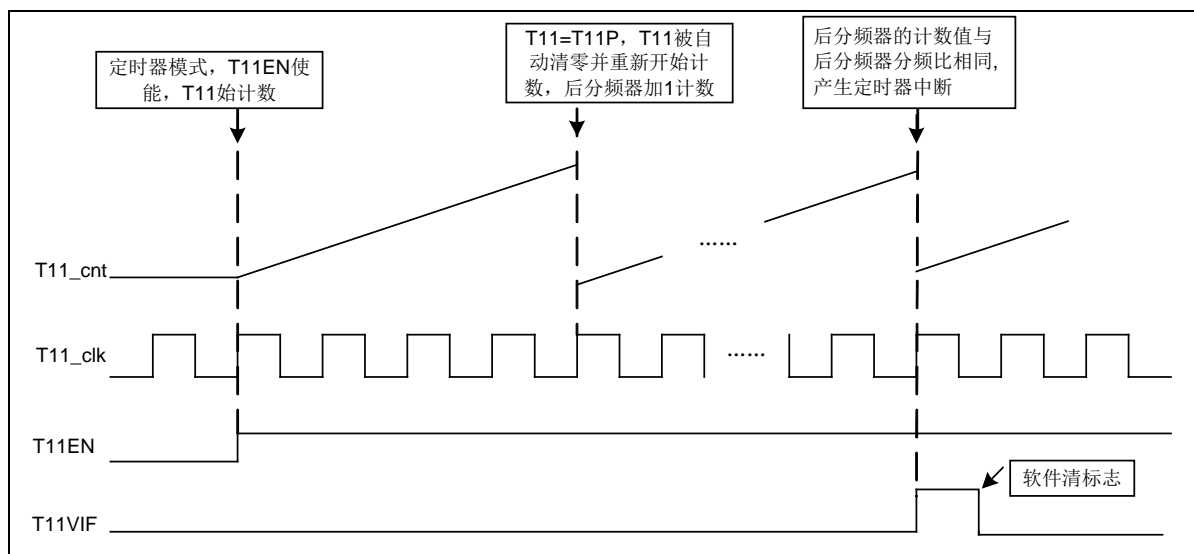 定时器模式，T11EN使
能，T11始计数
T11=T11P，T11被自
动清零并重新开始计
数，后分频器加1计数
后分频器的计数值与
后分频器分频比相同,
产生定时器中断
T11_cnt
......
T11_clk
......
T11EN
T11VIF
软件清标志